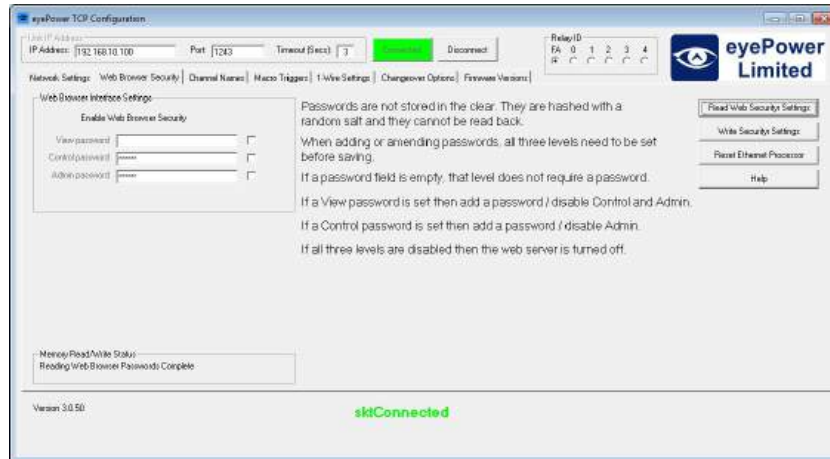 eyePower TCP Configuration
Unit IP Address
IP Address: 192.168.10.100 Port 1243 Timeout (Secs): 3 Connected Disconnect
Relay ID
FA 0 1 2 3 4
eyePower
Limited
Network Settings Web Browser Security Channel Names Macro Triggers 1-Wire Settings Changeover Options Firmware Versions
Web Browser Interface Settings
Enable Web Browser Security
View password
Control password ******
Admin password ******
Passwords are not stored in the clear. They are hashed with a
random salt and they cannot be read back.
When adding or amending passwords, all three levels need to be set
before saving.
If a password field is empty, that level does not require a password.
If a View password is set then add a password / disable Control and Admin.
If a Control password is set then add a password / disable Admin.
If all three levels are disabled then the web server is turned off.
Read Web Security Settings
Write Security Settings
Reset Ethernet Processor
Help
Memory Read/Write Status
Reading Web Browser Passwords Complete
Version 3.0.50
sktConnected